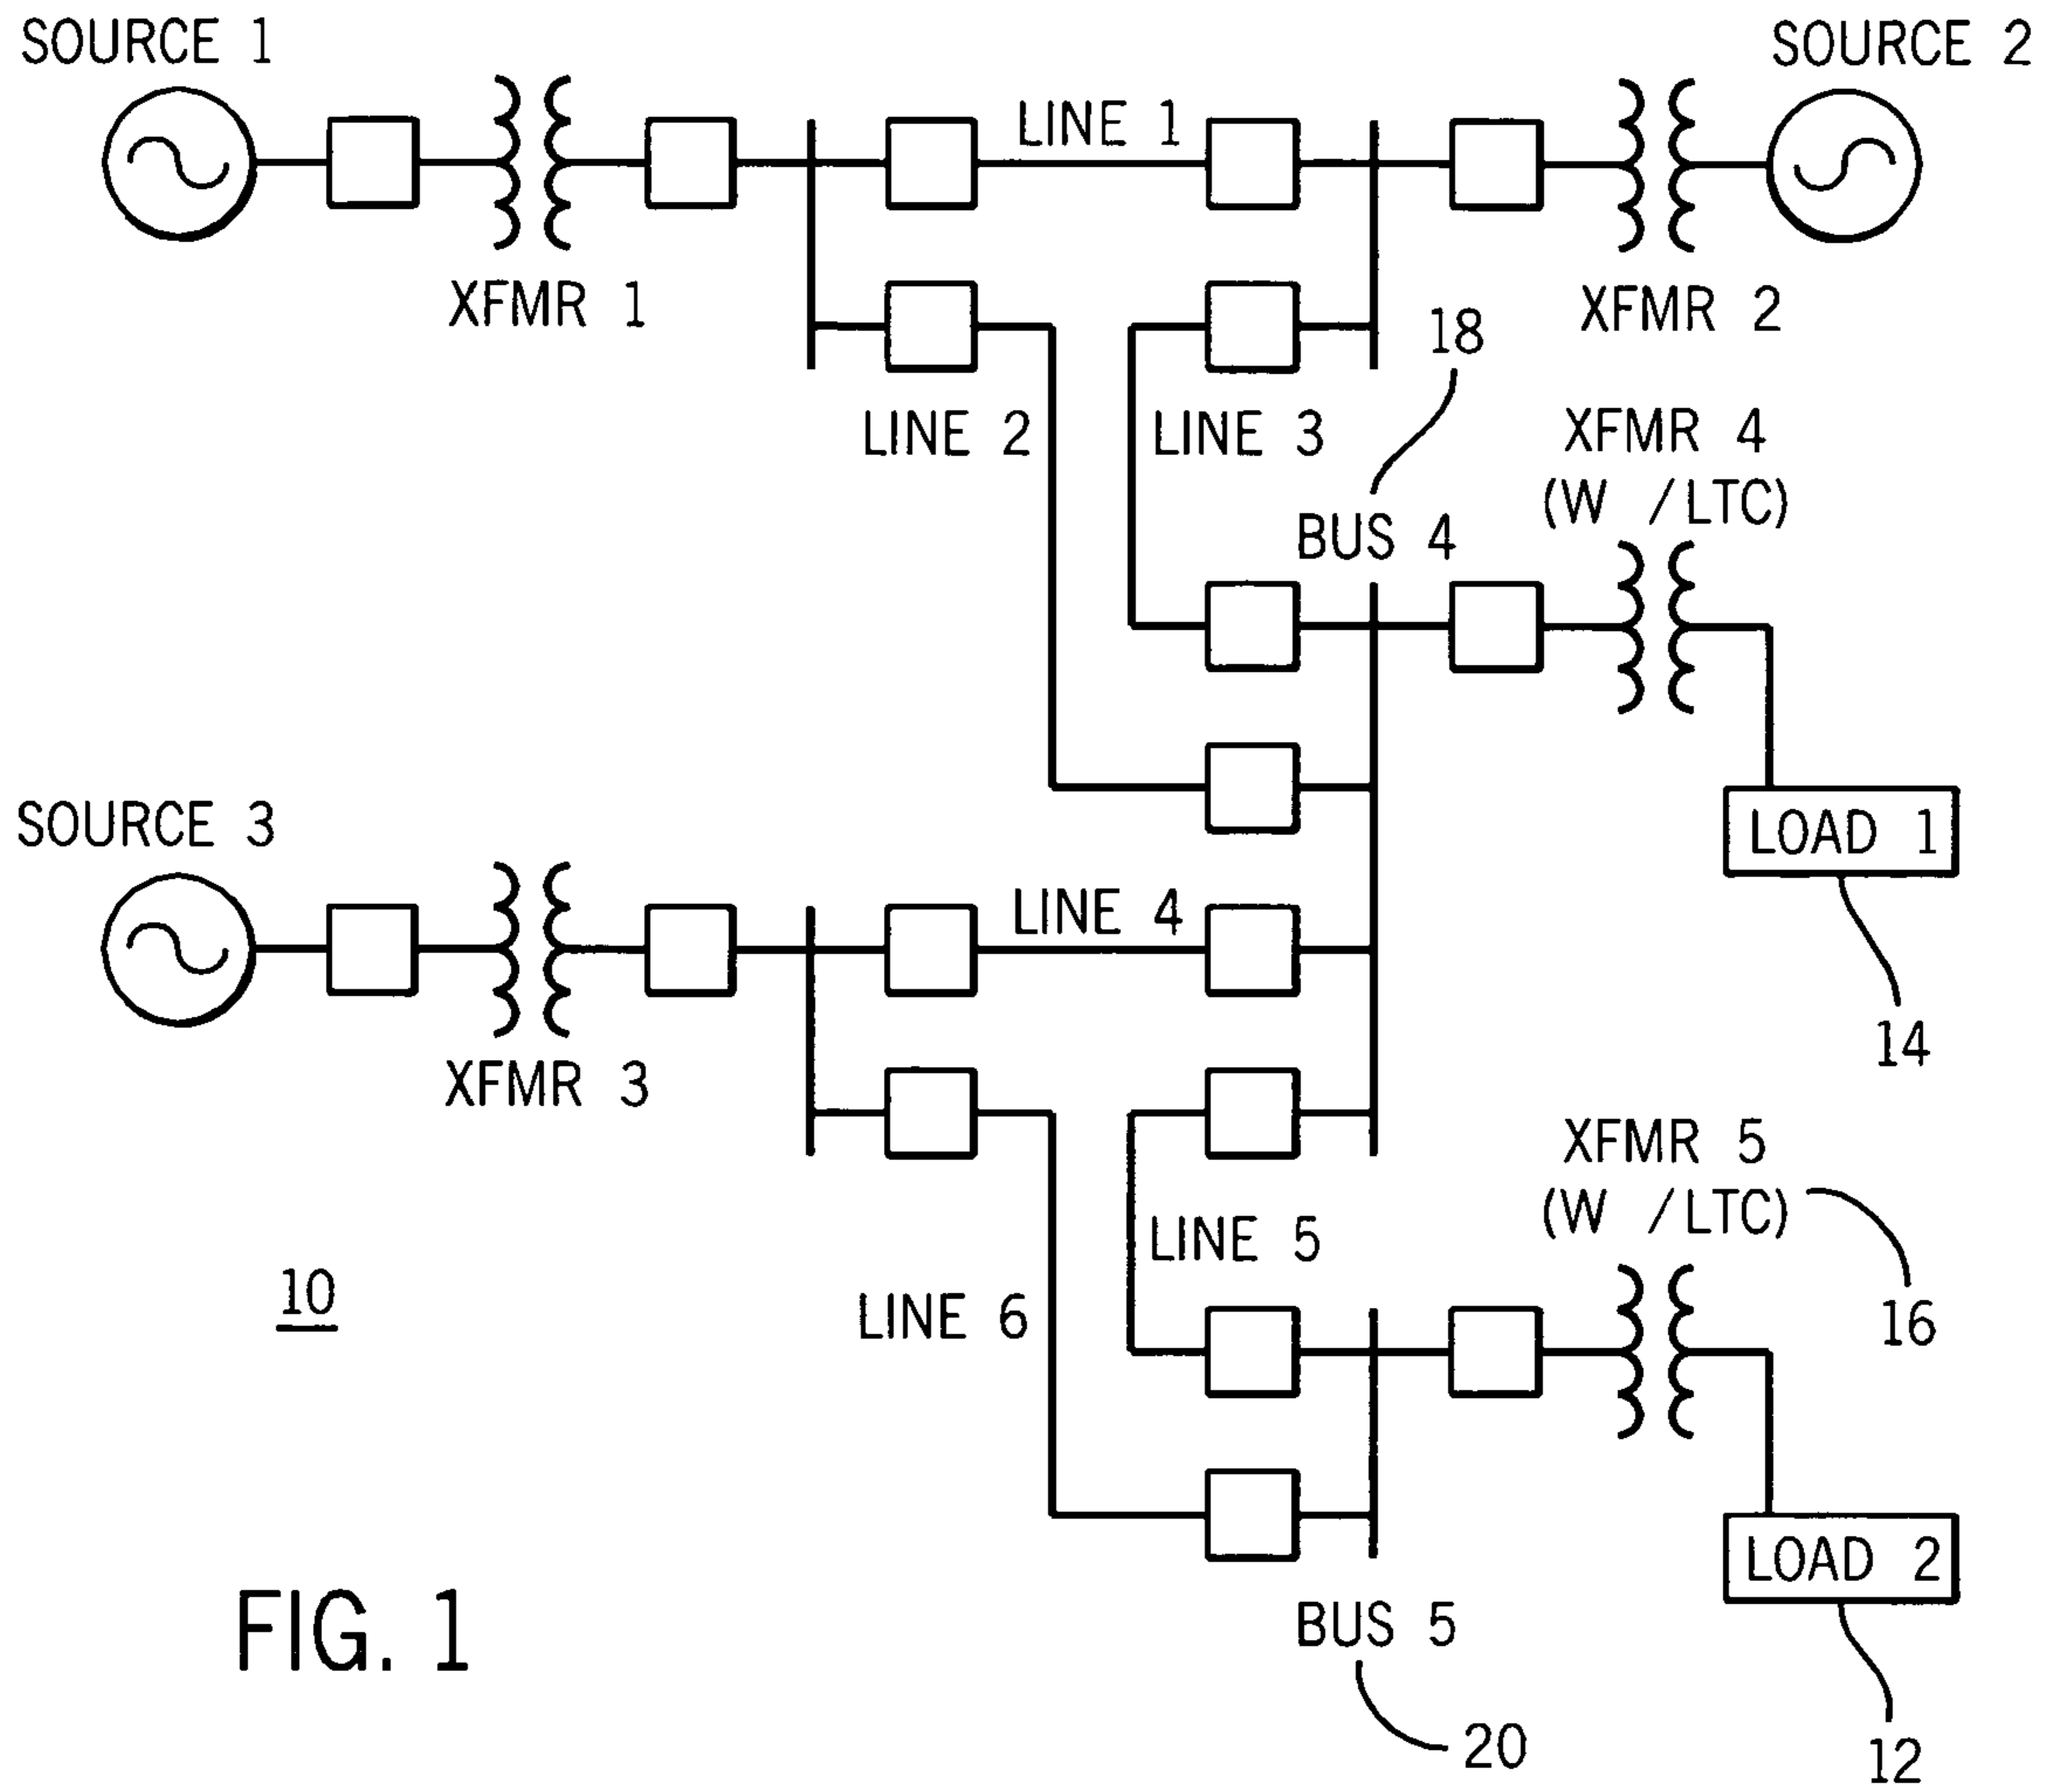 SOURCE 1
SOURCE 2
LINE 1
XFMR 1
XFMR 2
18
LINE 2
LINE 3
XFMR 4
(W /LTC)
BUS 4
SOURCE 3
LOAD 1
LINE 4
14
XFMR 3
XFMR 5
(W /LTC)
LINE 5
10
LINE 6
16
LOAD 2
FIG. 1
BUS 5
20
12